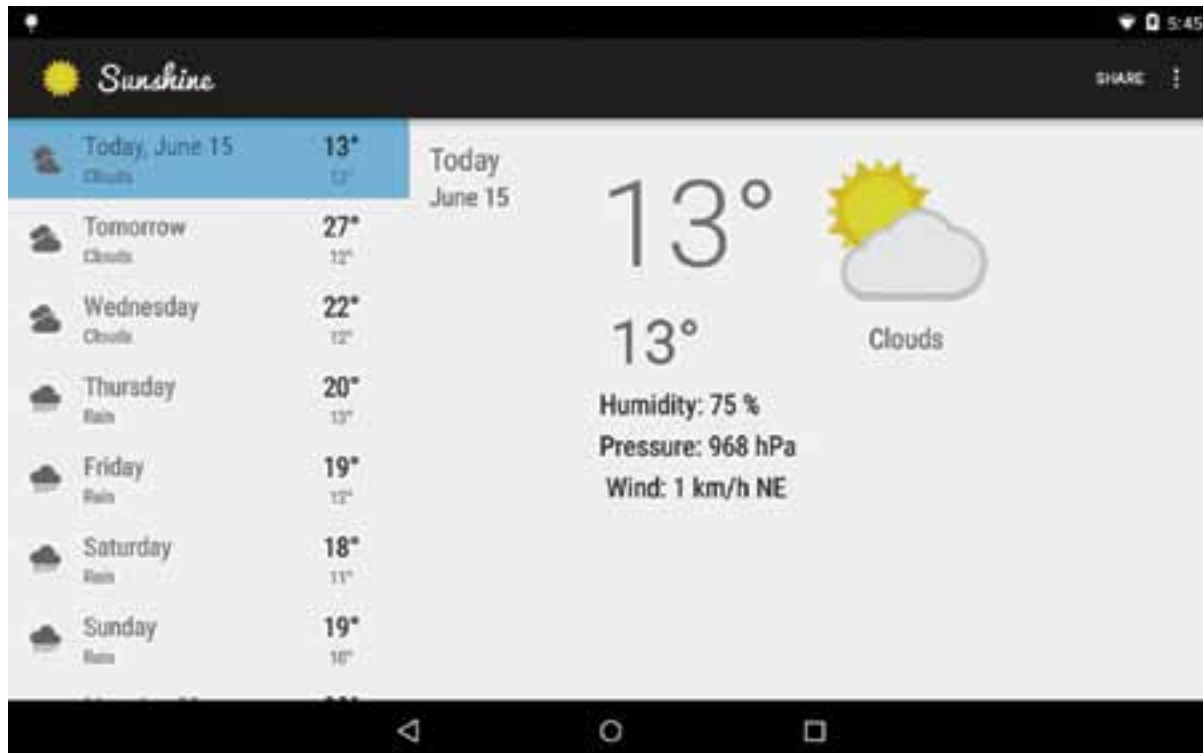 5:45
Sunshine
SHARE
Today, June 15 13°
Clouds 13°
Tomorrow 27°
Clouds 12°
Wednesday 22°
Clouds 12°
Thursday 20°
Rain 13°
Friday 19°
Rain 12°
Saturday 18°
Rain 11°
Sunday 19°
Rain 10°
Today
June 15
13°
13°
Clouds
Humidity: 75 %
Pressure: 968 hPa
Wind: 1 km/h NE